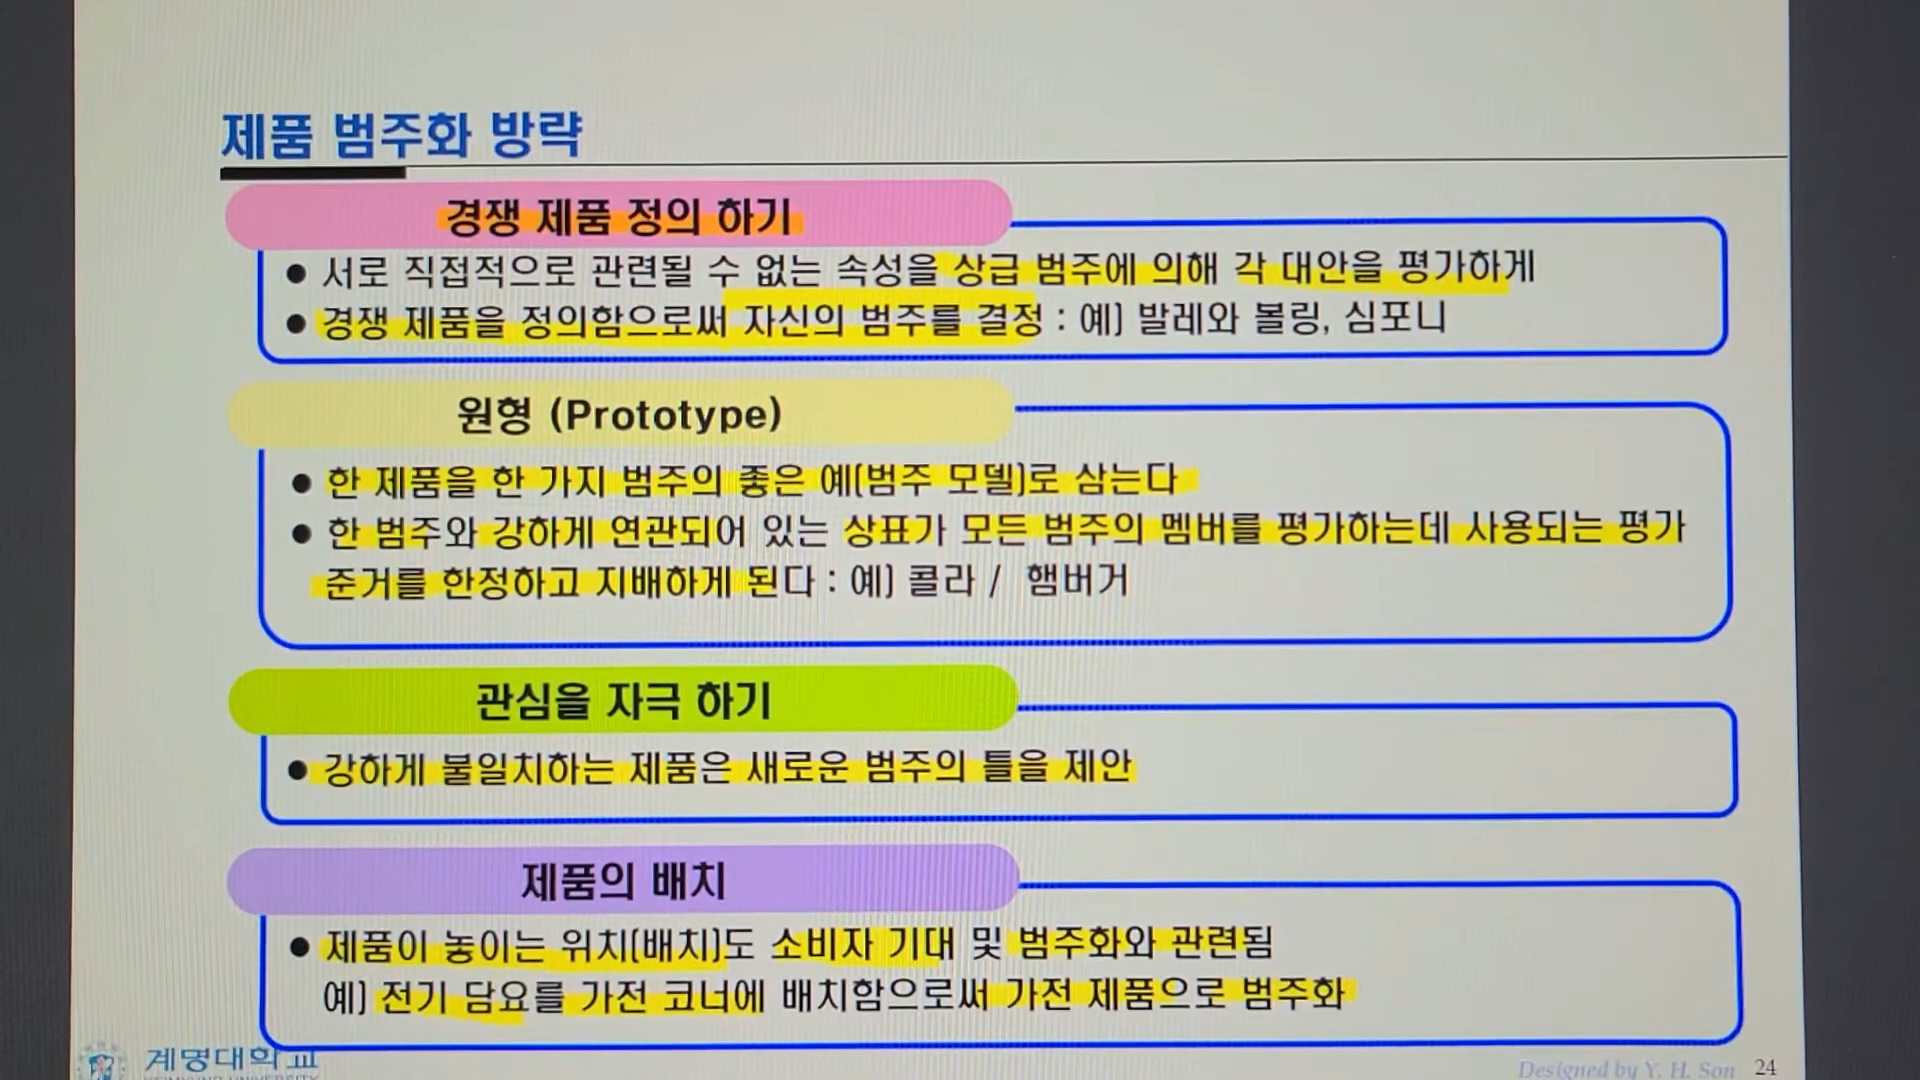 제품 범주화 방략
경쟁 제품 정의 하기
● 서로 직접적으로 관련될 수 없는 속성을 상급 범주에 의해 각 대안을 평가하게
● 경쟁 제품을 정의함으로써 자신의 범주를 결정 : 예) 발레와 볼링, 심포니
원형 (Prototype)
● 한 제품을 한 가지 범주의 좋은 예(범주 모델)로 삼는다
● 한 범주와 강하게 연관되어 있는 상표가 모든 범주의 멤버를 평가하는데 사용되는 평가
준거를 한정하고 지배하게 된다 : 예) 콜라 / 햄버거
관심을 자극 하기
● 강하게 불일치하는 제품은 새로운 범주의 틀을 제안
제품의 배치
● 제품이 놓이는 위치(배치)도 소비자 기대 및 범주화와 관련됨
예) 전기 담요를 가전 코너에 배치함으로써 가전 제품으로 범주화
계명대학교
KEIMYUNG UNIVERSITY
Designed by Y. H. Son 24